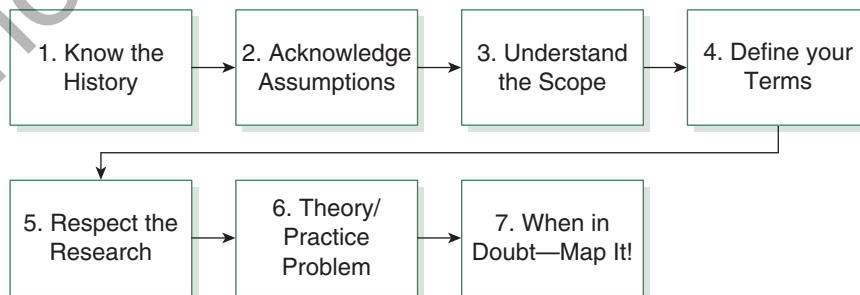 1. Know the
History
2. Acknowledge
Assumptions
3. Understand
the Scope
4. Define your
Terms
5. Respect the
Research
6. Theory/
Practice
Problem
7. When in
Doubt—Map It!